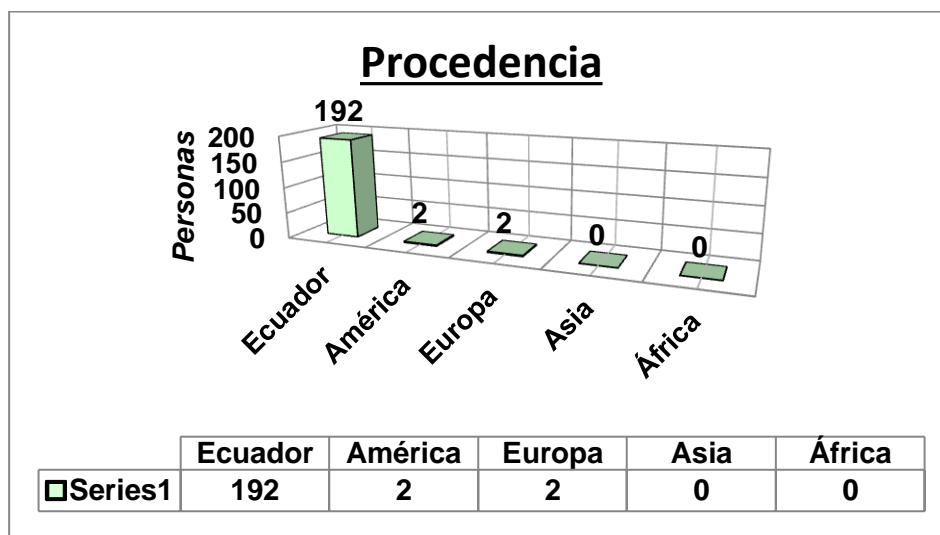 Procedencia
192
200
150
100
50
0
Personas
2
2
0
0
Ecuador
América
Europa
Asia
África
Ecuador América Europa Asia África
Series1 192 2 2 0 0